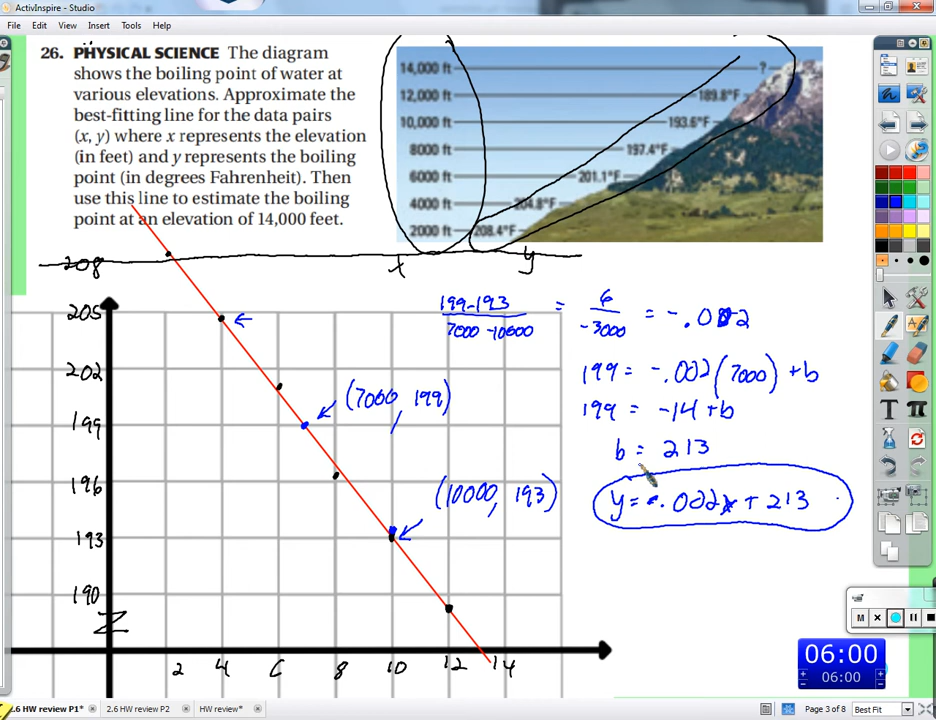 ActivInspire - Studio
File Edit View Insert Tools Help
26. PHYSICAL SCIENCE The diagram
shows the boiling point of water at
various elevations. Approximate the
best-fitting line for the data pairs
(x, y) where x represents the elevation
(in feet) and y represents the boiling
point (in degrees Fahrenheit). Then
use this line to estimate the boiling
point at an elevation of 14,000 feet.
14,000 ft ?
12,000 ft 189.8°F
10,000 ft 193.6°F
8000 ft 197.4°F
6000 ft 201.1°F
4000 ft 204.8°F
2000 ft 208.4°F
x y
208
205
202
199
196
193
190
2 4 6 8 10 12 14
(7000, 199)
(10000, 193)
199-193 / 7000-10000 = 6 / -3000 = -.002
199 = -.002(7000) + b
199 = -14 + b
b = 213
y = -.002x + 213
M
06:00
06:00
2.6 HW review P1* 2.6 HW review P2 HW review*
Page 3 of 8 Best Fit